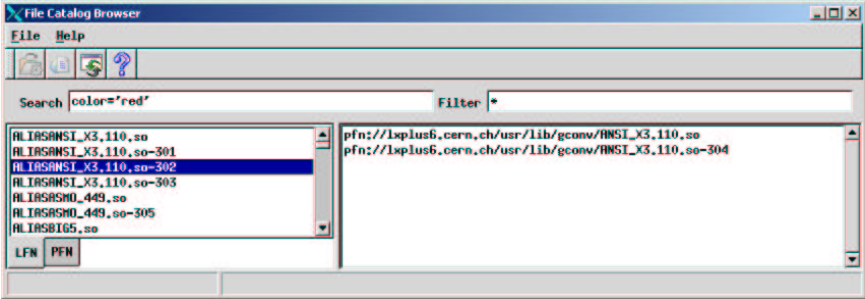 File Catalog Browser
File Help
Search color='red' Filter *
ALIASANSI_X3.110.so
ALIASANSI_X3.110.so-301
ALIASANSI_X3.110.so-302
ALIASANSI_X3.110.so-303
ALIASASMO_449.so
ALIASASMO_449.so-305
ALIASBIG5.so
LFN PFN
pfn://lxplus6.cern.ch/usr/lib/gconv/ANSI_X3.110.so
pfn://lxplus6.cern.ch/usr/lib/gconv/ANSI_X3.110.so-304